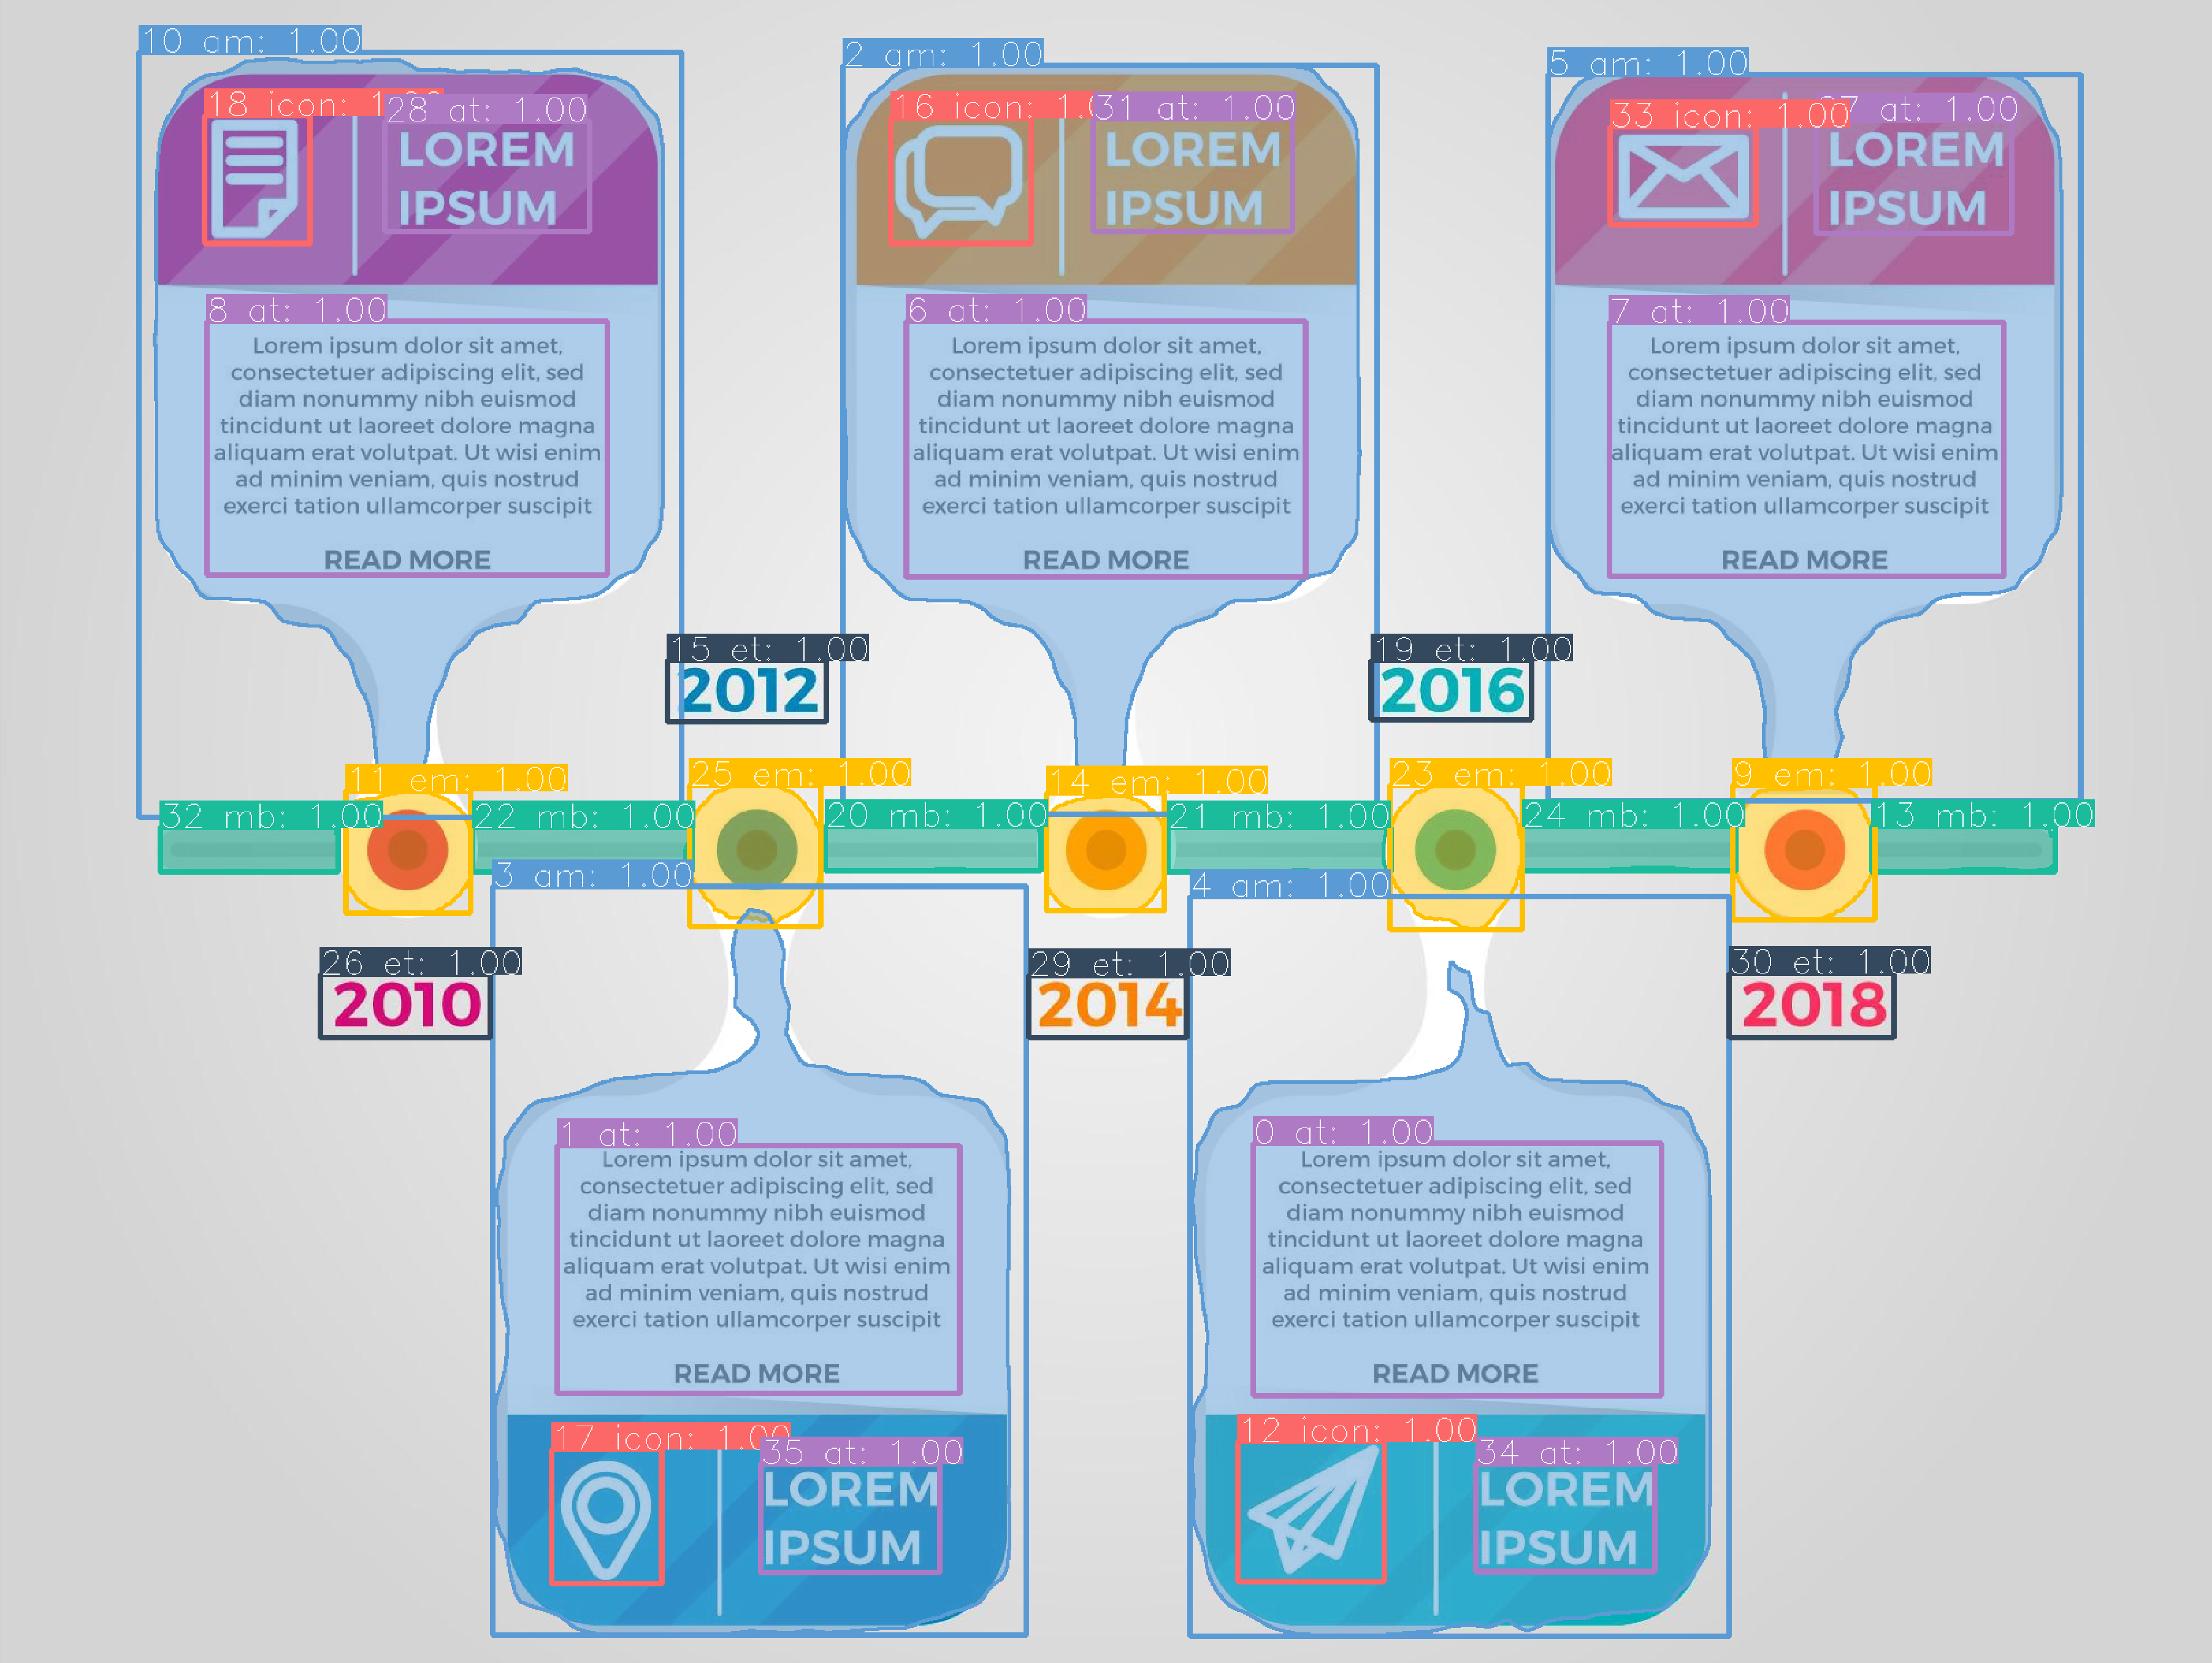 10 am: 1.00
18 icon: 1.00
28 at: 1.00
LOREM
IPSUM
8 at: 1.00
Lorem ipsum dolor sit amet,
consectetuer adipiscing elit, sed
diam nonummy nibh euismod
tincidunt ut laoreet dolore magna
aliquam erat volutpat. Ut wisi enim
ad minim veniam, quis nostrud
exerci tation ullamcorper suscipit
READ MORE
2 am: 1.00
16 icon: 1.0
31 at: 1.00
LOREM
IPSUM
6 at: 1.00
Lorem ipsum dolor sit amet,
consectetuer adipiscing elit, sed
diam nonummy nibh euismod
tincidunt ut laoreet dolore magna
aliquam erat volutpat. Ut wisi enim
ad minim veniam, quis nostrud
exerci tation ullamcorper suscipit
READ MORE
5 am: 1.00
33 icon: 1.00
27 at: 1.00
LOREM
IPSUM
7 at: 1.00
Lorem ipsum dolor sit amet,
consectetuer adipiscing elit, sed
diam nonummy nibh euismod
tincidunt ut laoreet dolore magna
aliquam erat volutpat. Ut wisi enim
ad minim veniam, quis nostrud
exerci tation ullamcorper suscipit
READ MORE
15 et: 1.00
2012
19 et: 1.00
2016
32 mb: 1.00
11 em: 1.00
22 mb: 1.00
25 em: 1.00
20 mb: 1.00
14 em: 1.00
21 mb: 1.00
23 em: 1.00
24 mb: 1.00
9 em: 1.00
13 mb: 1.00
26 et: 1.00
2010
29 et: 1.00
2014
30 et: 1.00
2018
3 am: 1.00
1 at: 1.00
Lorem ipsum dolor sit amet,
consectetuer adipiscing elit, sed
diam nonummy nibh euismod
tincidunt ut laoreet dolore magna
aliquam erat volutpat. Ut wisi enim
ad minim veniam, quis nostrud
exerci tation ullamcorper suscipit
READ MORE
17 icon: 1.00
35 at: 1.00
LOREM
IPSUM
4 am: 1.00
0 at: 1.00
Lorem ipsum dolor sit amet,
consectetuer adipiscing elit, sed
diam nonummy nibh euismod
tincidunt ut laoreet dolore magna
aliquam erat volutpat. Ut wisi enim
ad minim veniam, quis nostrud
exerci tation ullamcorper suscipit
READ MORE
12 icon: 1.00
34 at: 1.00
LOREM
IPSUM